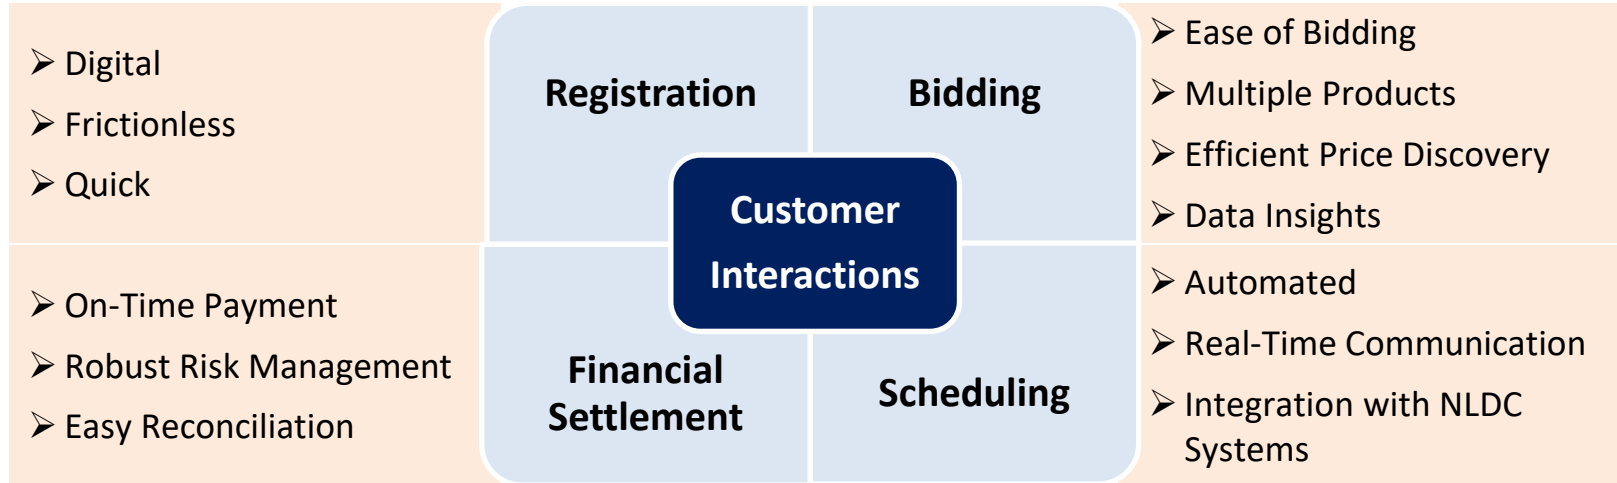 Digital
Frictionless
Quick
Registration
Bidding
Ease of Bidding
Multiple Products
Efficient Price Discovery
Data Insights
Customer
Interactions
On-Time Payment
Robust Risk Management
Easy Reconciliation
Financial
Settlement
Scheduling
Automated
Real-Time Communication
Integration with NLDC
Systems